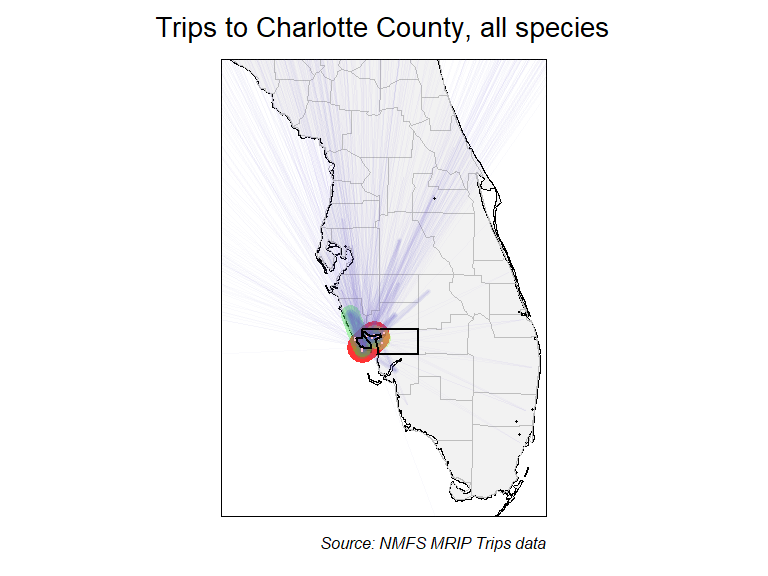 Trips to Charlotte County, all species
Source: NMFS MRIP Trips data